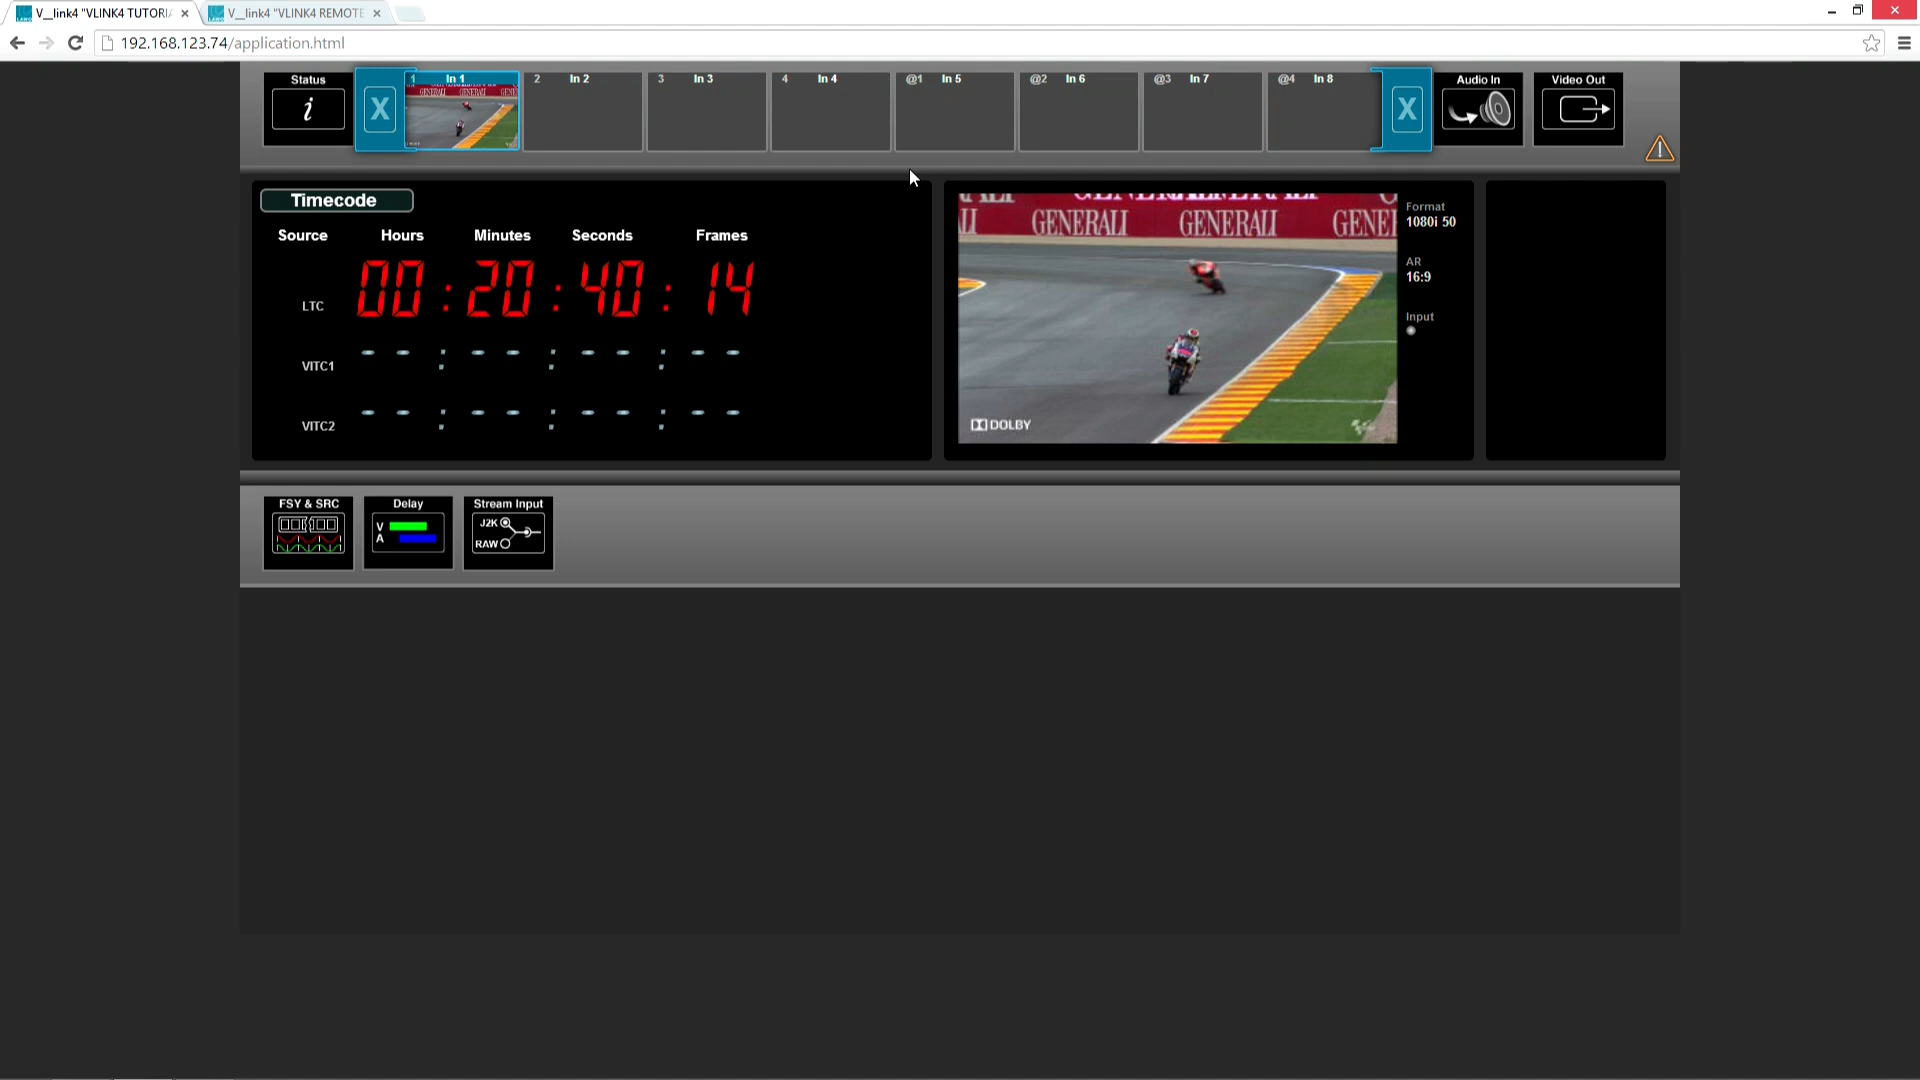 V__link4 "VLINK4 TUTORI
V__link4 "VLINK4 REMOTE
192.168.123.74/application.html
Status
i
X
1 In 1
2 In 2
3 In 3
4 In 4
@1 In 5
@2 In 6
@3 In 7
@4 In 8
X
Audio In
Video Out
Timecode
Source Hours Minutes Seconds Frames
LTC 00 : 20 : 40 : 14
VITC1 - - : - - : - - : - -
VITC2 - - : - - : - - : - -
GENERALI GENERALI GENE
DOLBY
Format
1080i 50
AR
16:9
Input
FSY & SRC
Delay
V
A
Stream Input
J2K
RAW